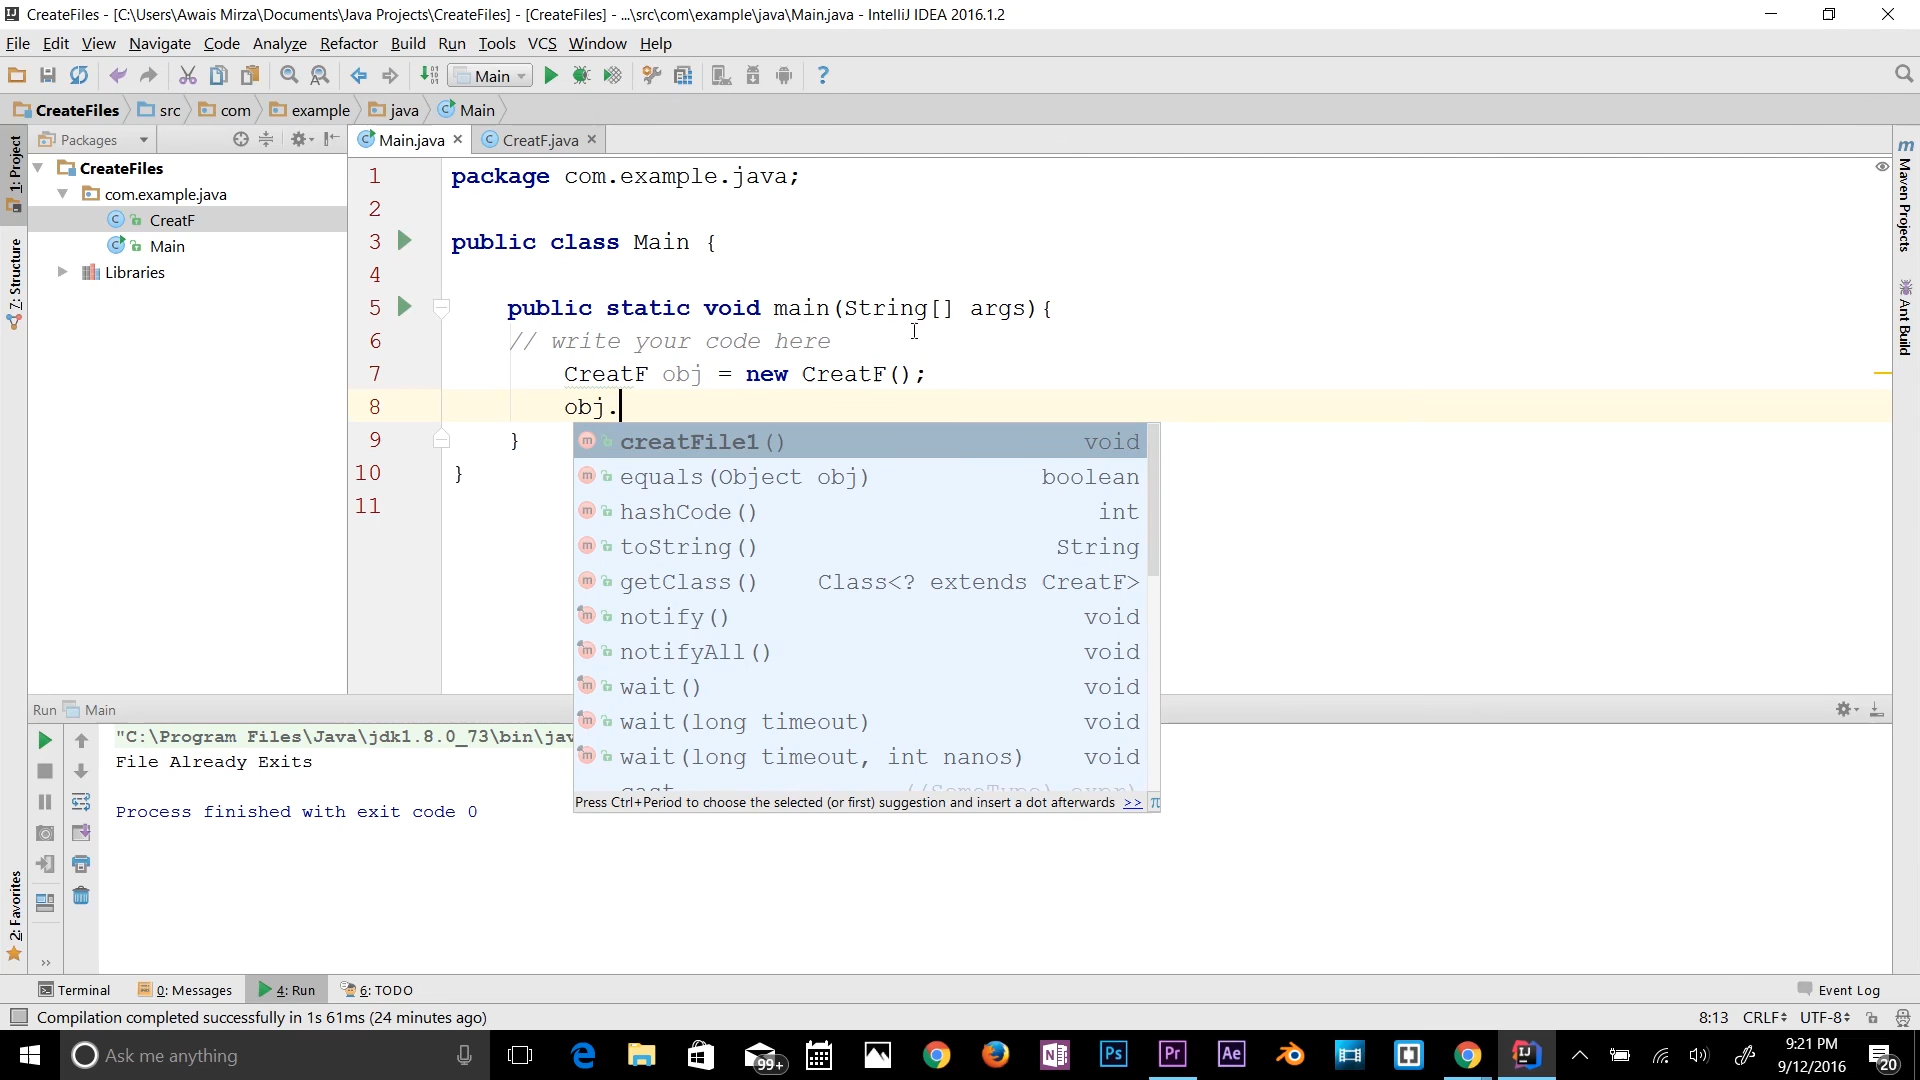 CreateFiles - [C:\Users\Awais Mirza\Documents\Java Projects\CreateFiles] - [CreateFiles] - ...\src\com\example\java\Main.java - IntelliJ IDEA 2016.1.2
File Edit View Navigate Code Analyze Refactor Build Run Tools VCS Window Help
Main
CreateFiles src com example java Main
1: Project
Packages
Main.java
CreatF.java
CreateFiles
com.example.java
CreatF
Main
Libraries
7: Structure
2: Favorites
m Maven Projects
Ant Build
1 package com.example.java;
2
3 public class Main {
4
5 public static void main(String[] args){
6 // write your code here
7 CreatF obj = new CreatF();
8 obj.
9 }
10 }
11
m creatFile1() void
m equals(Object obj) boolean
m hashCode() int
m toString() String
m getClass() Class<? extends CreatF>
m notify() void
m notifyAll() void
m wait() void
m wait(long timeout) void
m wait(long timeout, int nanos) void
Press Ctrl+Period to choose the selected (or first) suggestion and insert a dot afterwards >> π
Run Main
"C:\Program Files\Java\jdk1.8.0_73\bin\jav
File Already Exits
Process finished with exit code 0
Terminal 0: Messages 4: Run 6: TODO Event Log
Compilation completed successfully in 1s 61ms (24 minutes ago) 8:13 CRLF UTF-8
Ask me anything
99+
Ps
Pr
Ae
9:21 PM
9/12/2016
20